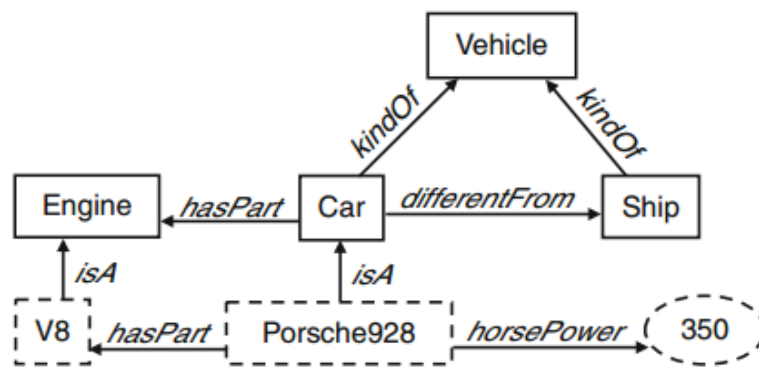 Vehicle
kindOf
kindOf
Engine
hasPart
Car
differentFrom
Ship
isA
isA
V8
hasPart
Porsche928
horsePower
350